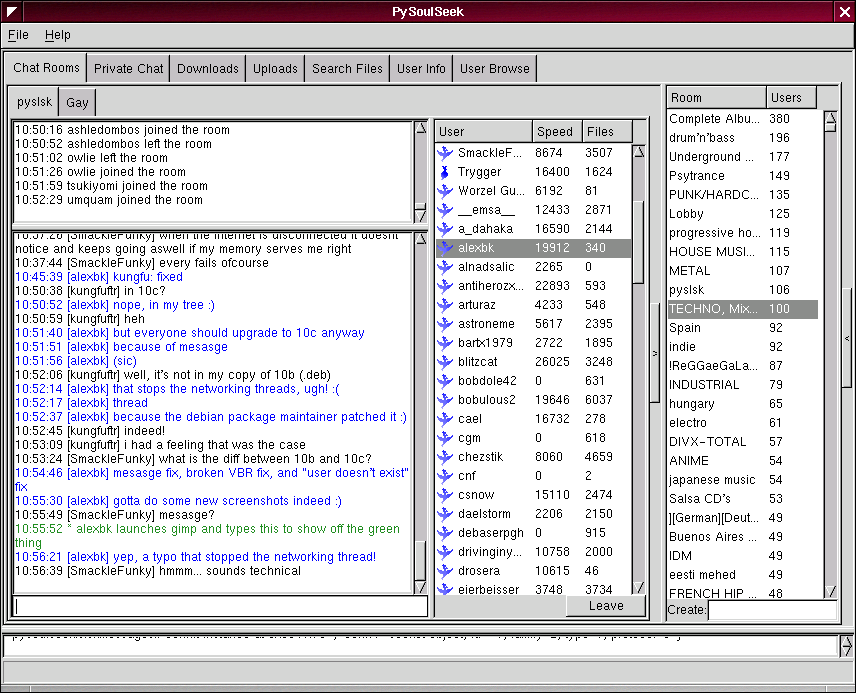 PySoulSeek
File Help
Chat Rooms Private Chat Downloads Uploads Search Files User Info User Browse
pyslsk Gay
10:50:16 ashledombos joined the room
10:50:52 ashledombos left the room
10:51:02 owlie left the room
10:51:26 owlie joined the room
10:51:59 tsukiyomi joined the room
10:52:29 umquam joined the room
10:37:28 [SmackleFunky] when the internet is disconnected it doesnt
notice and keeps going aswell if my memory serves me right
10:37:44 [SmackleFunky] every fails ofcourse
10:45:39 [alexbk] kungfu: fixed
10:50:38 [kungfuftr] in 10c?
10:50:52 [alexbk] nope, in my tree :)
10:50:59 [kungfuftr] heh
10:51:40 [alexbk] but everyone should upgrade to 10c anyway
10:51:51 [alexbk] because of mesasge
10:51:56 [alexbk] (sic)
10:52:06 [kungfuftr] well, it's not in my copy of 10b (.deb)
10:52:14 [alexbk] that stops the networking threads, ugh! :(
10:52:17 [alexbk] thread
10:52:37 [alexbk] because the debian package maintainer patched it :)
10:52:45 [kungfuftr] indeed!
10:53:09 [kungfuftr] i had a feeling that was the case
10:53:24 [SmackleFunky] what is the diff between 10b and 10c?
10:54:46 [alexbk] mesasge fix, broken VBR fix, and "user doesn't exist"
fix
10:55:30 [alexbk] gotta do some new screenshots indeed :)
10:55:49 [SmackleFunky] mesasge?
10:55:52 * alexbk launches gimp and types this to show off the green
thing
10:56:21 [alexbk] yep, a typo that stopped the networking thread!
10:56:39 [SmackleFunky] hmmm... sounds technical
User Speed Files
SmackleF... 8674 3507
Trygger 16400 1624
Worzel Gu... 6192 81
__emsa__ 12433 2871
a_dahaka 16590 2144
alexbk 19912 340
alnadsalic 2265 0
antiherozx... 22893 593
arturaz 4233 548
astroneme 5617 2395
bartx1979 2722 1895
blitzcat 26025 3248
bobdole42 0 631
bobulous2 19646 6037
cael 16732 278
cgm 0 618
chezstik 8060 4659
cnf 0 2
csnow 15110 2474
daelstorm 2206 2150
debaserpgh 0 915
drivinginy... 10758 2000
drosera 10615 46
eierbeisser 3748 3734
Leave
Room Users
Complete Albu... 380
drum'n'bass 196
Underground ... 177
Psytrance 149
PUNK/HARDC... 135
Lobby 125
progressive ho... 119
HOUSE MUSI... 115
METAL 107
pyslsk 106
TECHNO, Mix... 100
Spain 92
indie 92
!ReGGaeGaLa... 87
INDUSTRIAL 79
hungary 65
electro 61
DIVX-TOTAL 57
ANIME 54
japanese music 54
Salsa CD's 53
][German][Deut... 49
Buenos Aires ... 49
IDM 49
eesti mehed 49
FRENCH HIP ... 48
Create: